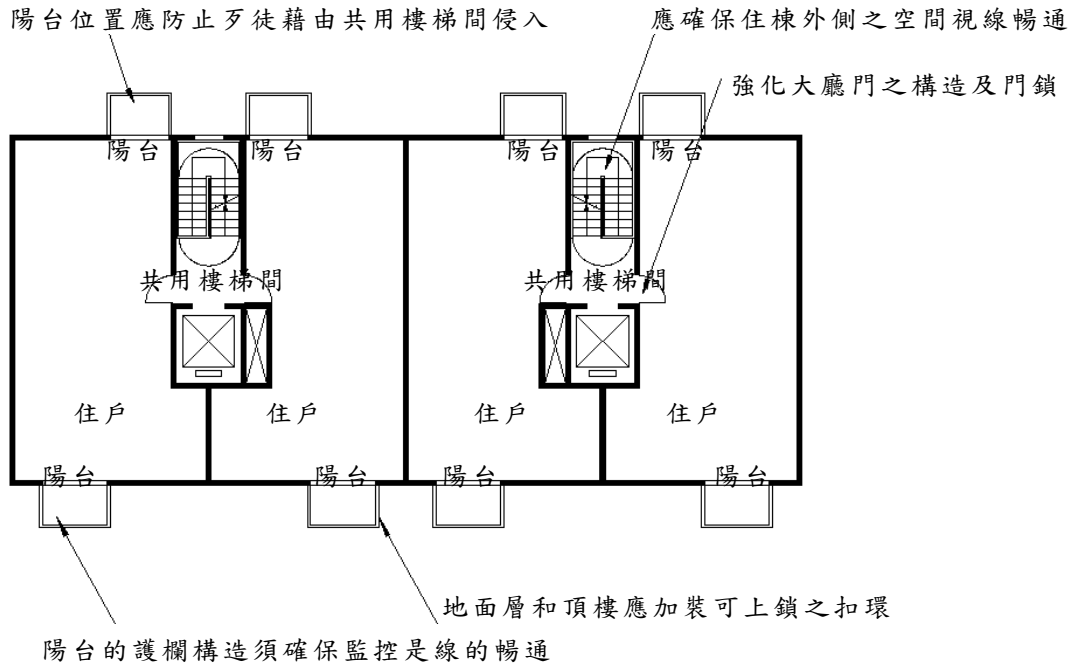 陽台位置應防止歹徒藉由共用樓梯間侵入
應確保住棟外側之空間視線暢通
強化大廳門之構造及門鎖
陽台
陽台
陽台
陽台
共用樓梯間
共用樓梯間
住戶
住戶
住戶
住戶
陽台
陽台
陽台
陽台
地面層和頂樓應加裝可上鎖之扣環
陽台的護欄構造須確保監控是線的暢通